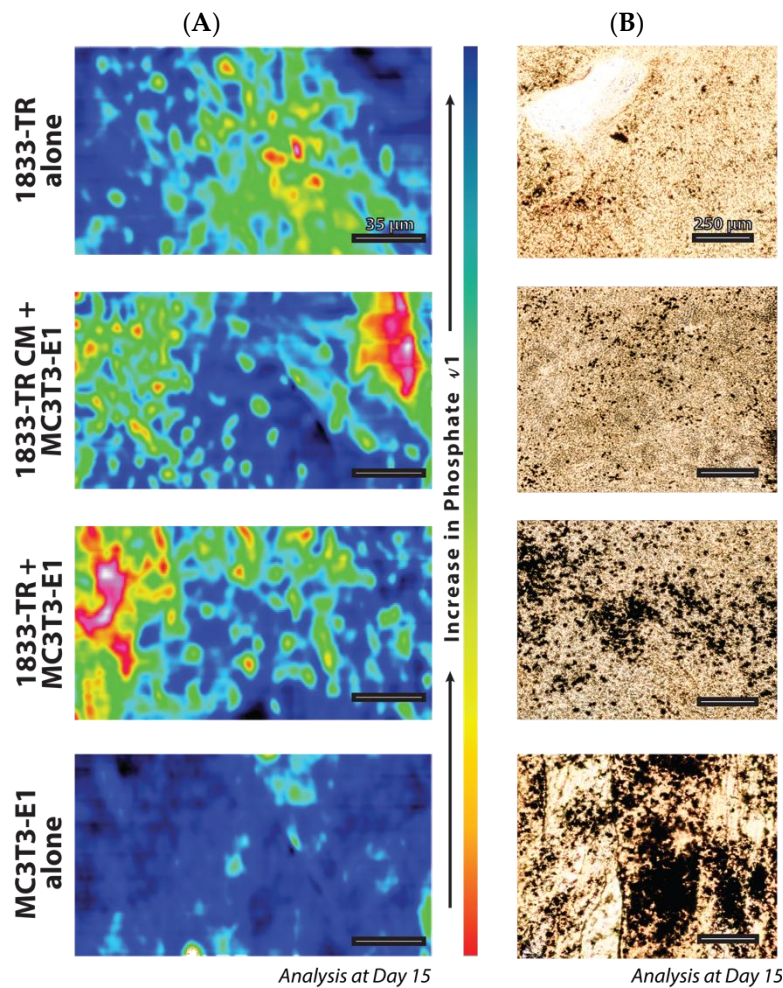 (A)
(B)
1833-TR
alone
35 µm
250 µm
1833-TR CM +
MC3T3-E1
Increase in Phosphate ν1
1833-TR +
MC3T3-E1
MC3T3-E1
alone
Analysis at Day 15
Analysis at Day 15